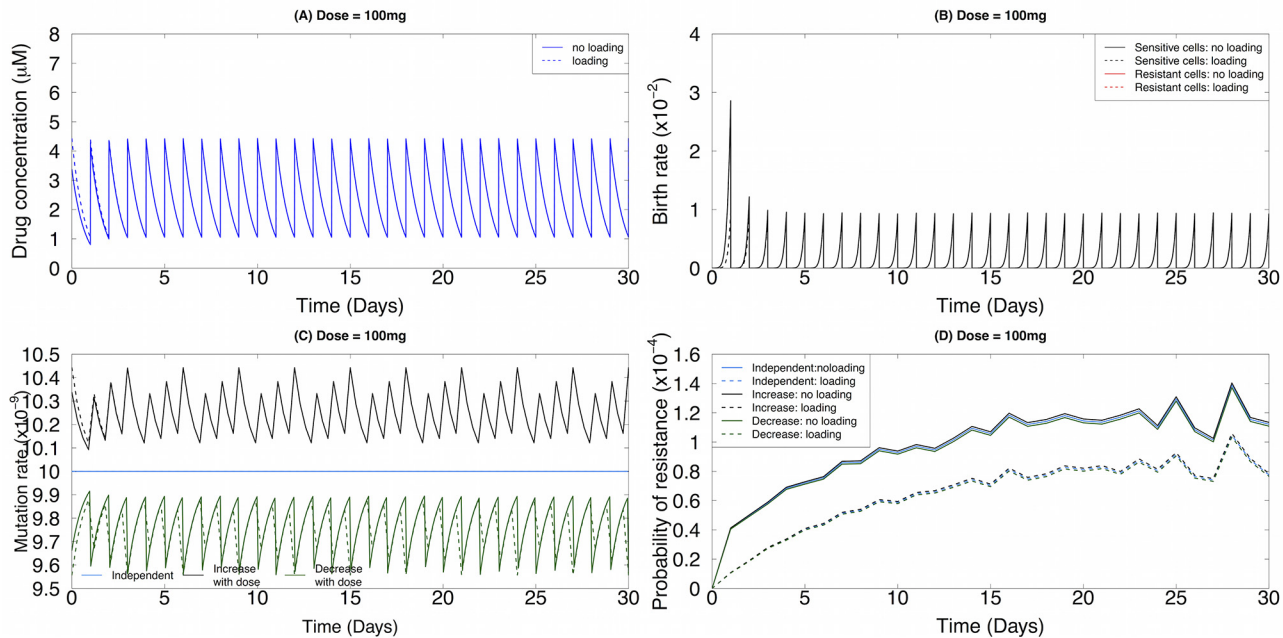 (A) Dose = 100mg
Drug concentration (μM)
8
7
6
5
4
3
2
1
0
no loading
loading
0 5 10 15 20 25 30
Time (Days)
(B) Dose = 100mg
Birth rate (x10−2)
4
3
2
1
0
Sensitive cells: no loading
Sensitive cells: loading
Resistant cells: no loading
Resistant cells: loading
0 5 10 15 20 25 30
Time (Days)
(C) Dose = 100mg
Mutation rate (x10−9)
10.5
10.4
10.3
10.2
10.1
10
9.9
9.8
9.7
9.6
9.5
Independent
Increase
with dose
Decrease
with dose
0 5 10 15 20 25 30
Time (Days)
(D) Dose = 100mg
Probability of resistance (x10−4)
1.6
1.4
1.2
1
0.8
0.6
0.4
0.2
0
Independent:noloading
Independent: loading
Increase: no loading
Increase: loading
Decrease: no loading
Decrease: loading
0 5 10 15 20 25 30
Time (Days)